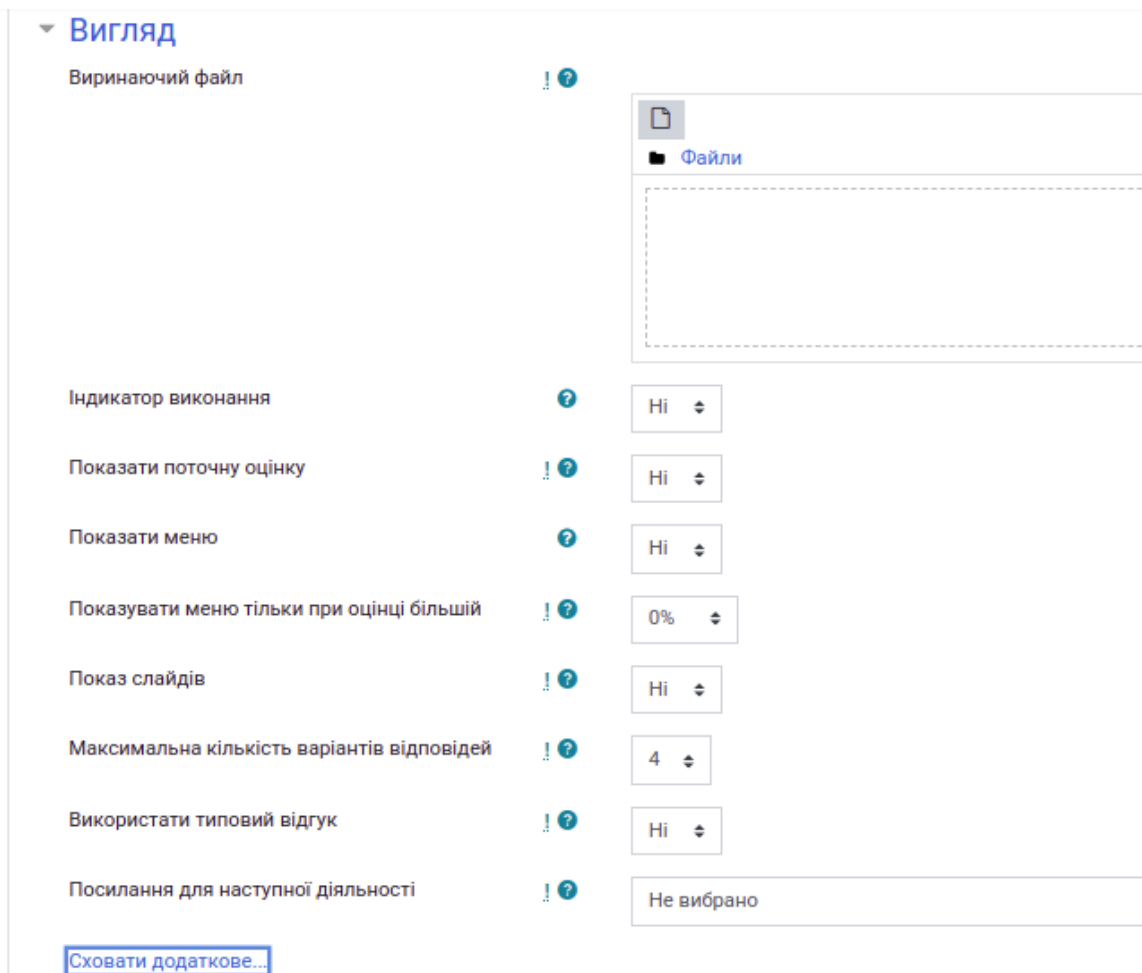 Вигляд
Виринаючий файл ! ?
Файли
Індикатор виконання ? Ні
Показати поточну оцінку ! ? Ні
Показати меню ? Ні
Показувати меню тільки при оцінці більшій ! ? 0%
Показ слайдів ! ? Ні
Максимальна кількість варіантів відповідей ! ? 4
Використати типовий відгук ! ? Ні
Посилання для наступної діяльності ! ? Не вибрано
Сховати додаткове...